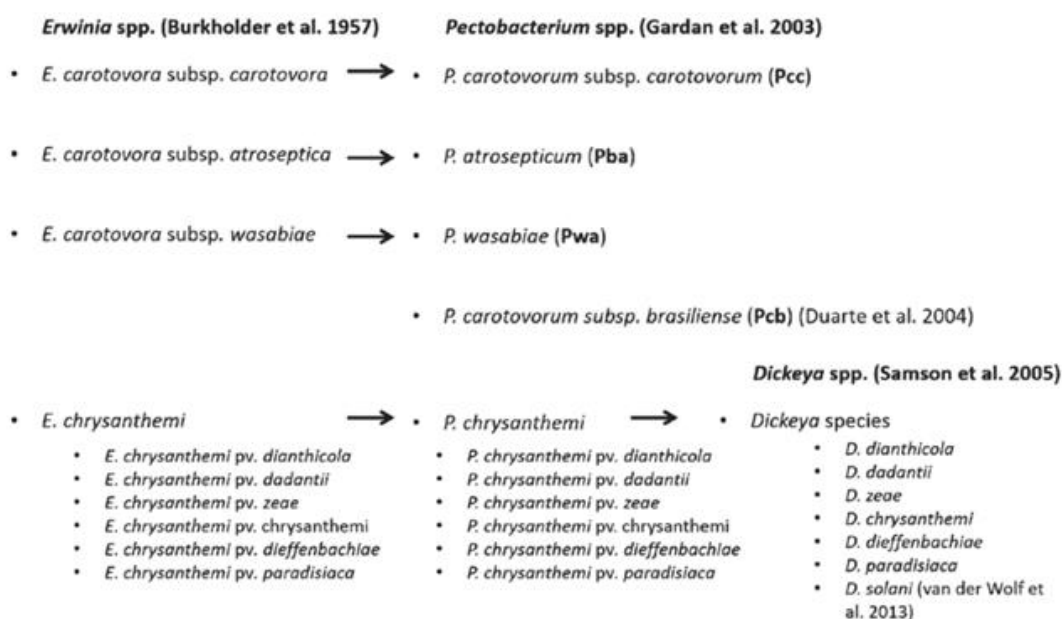 Erwinia spp. (Burkholder et al. 1957)
Pectobacterium spp. (Gardan et al. 2003)
• E. carotovora subsp. carotovora → • P. carotovorum subsp. carotovorum (Pcc)
• E. carotovora subsp. atroseptica → • P. atrosepticum (Pba)
• E. carotovora subsp. wasabiae → • P. wasabiae (Pwa)
• P. carotovorum subsp. brasiliense (Pcb) (Duarte et al. 2004)
Dickeya spp. (Samson et al. 2005)
• E. chrysanthemi → • P. chrysanthemi → • Dickeya species
• E. chrysanthemi pv. dianthicola
• E. chrysanthemi pv. dadantii
• E. chrysanthemi pv. zeae
• E. chrysanthemi pv. chrysanthemi
• E. chrysanthemi pv. dieffenbachiae
• E. chrysanthemi pv. paradisiaca
• P. chrysanthemi pv. dianthicola
• P. chrysanthemi pv. dadantii
• P. chrysanthemi pv. zeae
• P. chrysanthemi pv. chrysanthemi
• P. chrysanthemi pv. dieffenbachiae
• P. chrysanthemi pv. paradisiaca
• D. dianthicola
• D. dadantii
• D. zeae
• D. chrysanthemi
• D. dieffenbachiae
• D. paradisiaca
• D. solani (van der Wolf et
al. 2013)